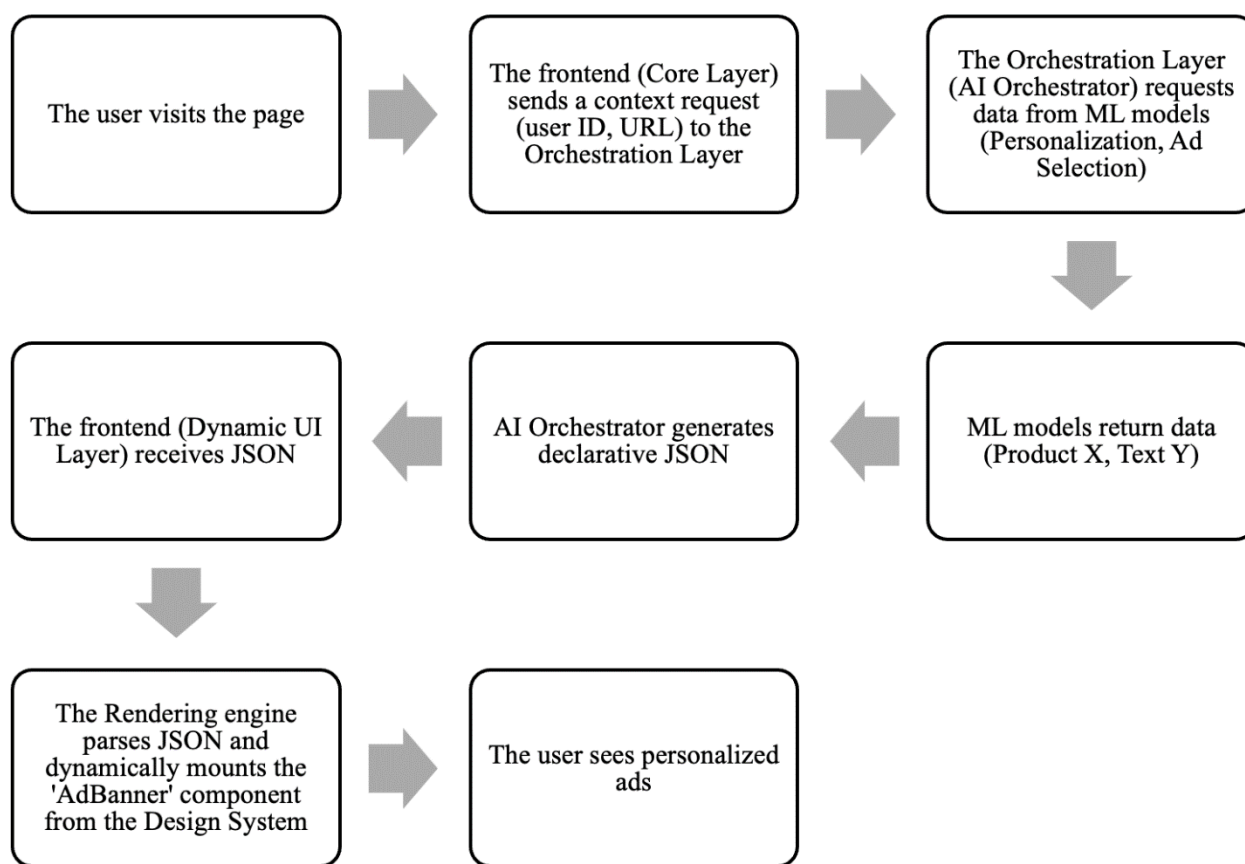 The user visits the page
The frontend (Core Layer)
sends a context request
(user ID, URL) to the
Orchestration Layer
The Orchestration Layer
(AI Orchestrator) requests
data from ML models
(Personalization, Ad
Selection)
ML models return data
(Product X, Text Y)
AI Orchestrator generates
declarative JSON
The frontend (Dynamic UI
Layer) receives JSON
The Rendering engine
parses JSON and
dynamically mounts the
'AdBanner' component
from the Design System
The user sees personalized
ads